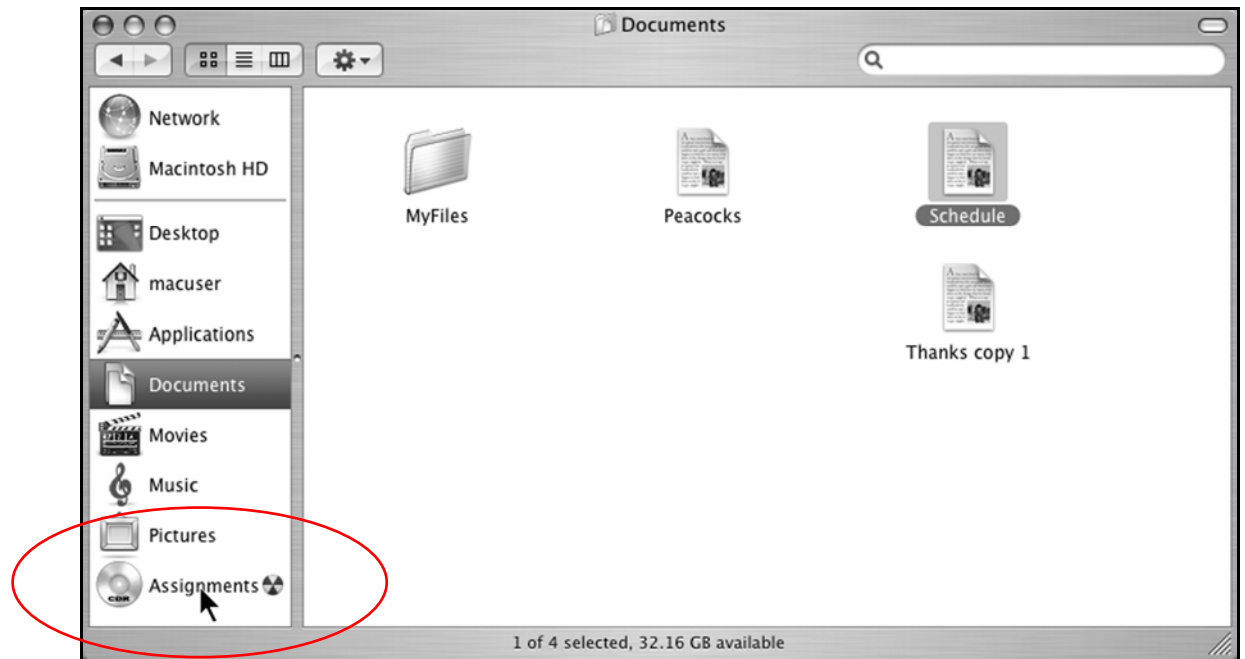 Documents
Network
Macintosh HD
Desktop
macuser
Applications
Documents
Movies
Music
Pictures
Assignments
CDR
MyFiles
Peacocks
Schedule
Thanks copy 1
1 of 4 selected, 32.16 GB available